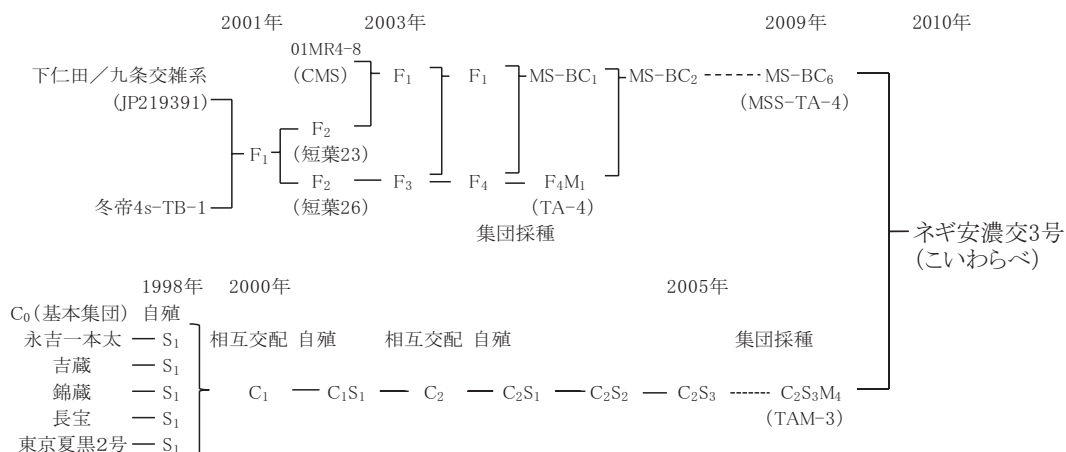 2001年 2003年 2009年 2010年
01MR4-8
下仁田／九条交雑系 (CMS) F₁ F₁ MS-BC₁ MS-BC₂ MS-BC₆
(JP219391) (MSS-TA-4)
F₂
F₁ (短葉23)
F₂ F₃ F₄ F₄M₁
冬帝4s-TB-1 (短葉26) (TA-4)
集団採種
ネギ安濃交3号
(こいわらべ)
1998年 2000年 2005年
C₀(基本集団) 自殖
永吉一本太 S₁ 相互交配 自殖 相互交配 自殖 集団採種
吉蔵 S₁
錦蔵 S₁ C₁ C₁S₁ C₂ C₂S₁ C₂S₂ C₂S₃ C₂S₃M₄
長宝 S₁ (TAM-3)
東京夏黒2号 S₁